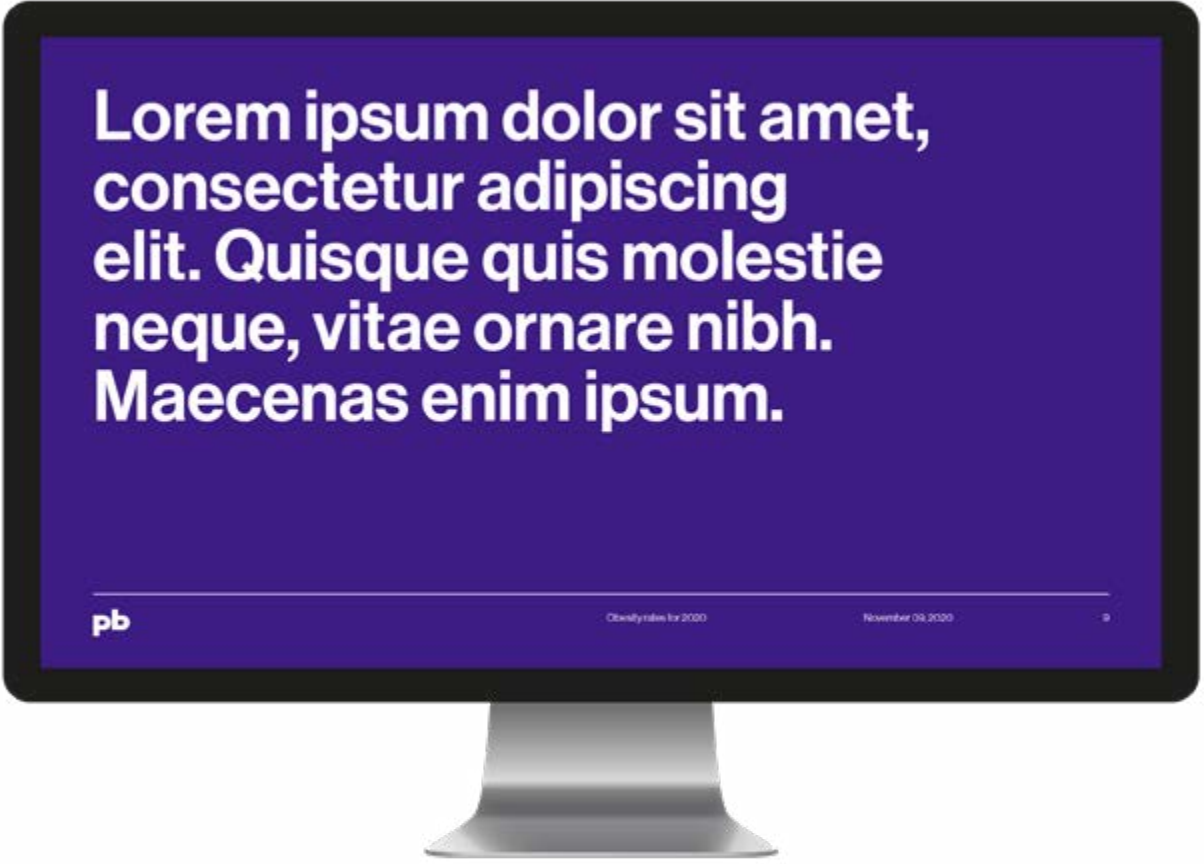 Lorem ipsum dolor sit amet,
consectetur adipiscing
elit. Quisque quis molestie
neque, vitae ornare nibh.
Maecenas enim ipsum.
pb
Obesity rates for 2020
November 09, 2020
9